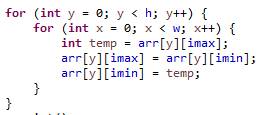 for (int y = 0; y < h; y++) {
    for (int x = 0; x < w; x++) {
        int temp = arr[y][imax];
        arr[y][imax] = arr[y][imin];
        arr[y][imin] = temp;
    }
}